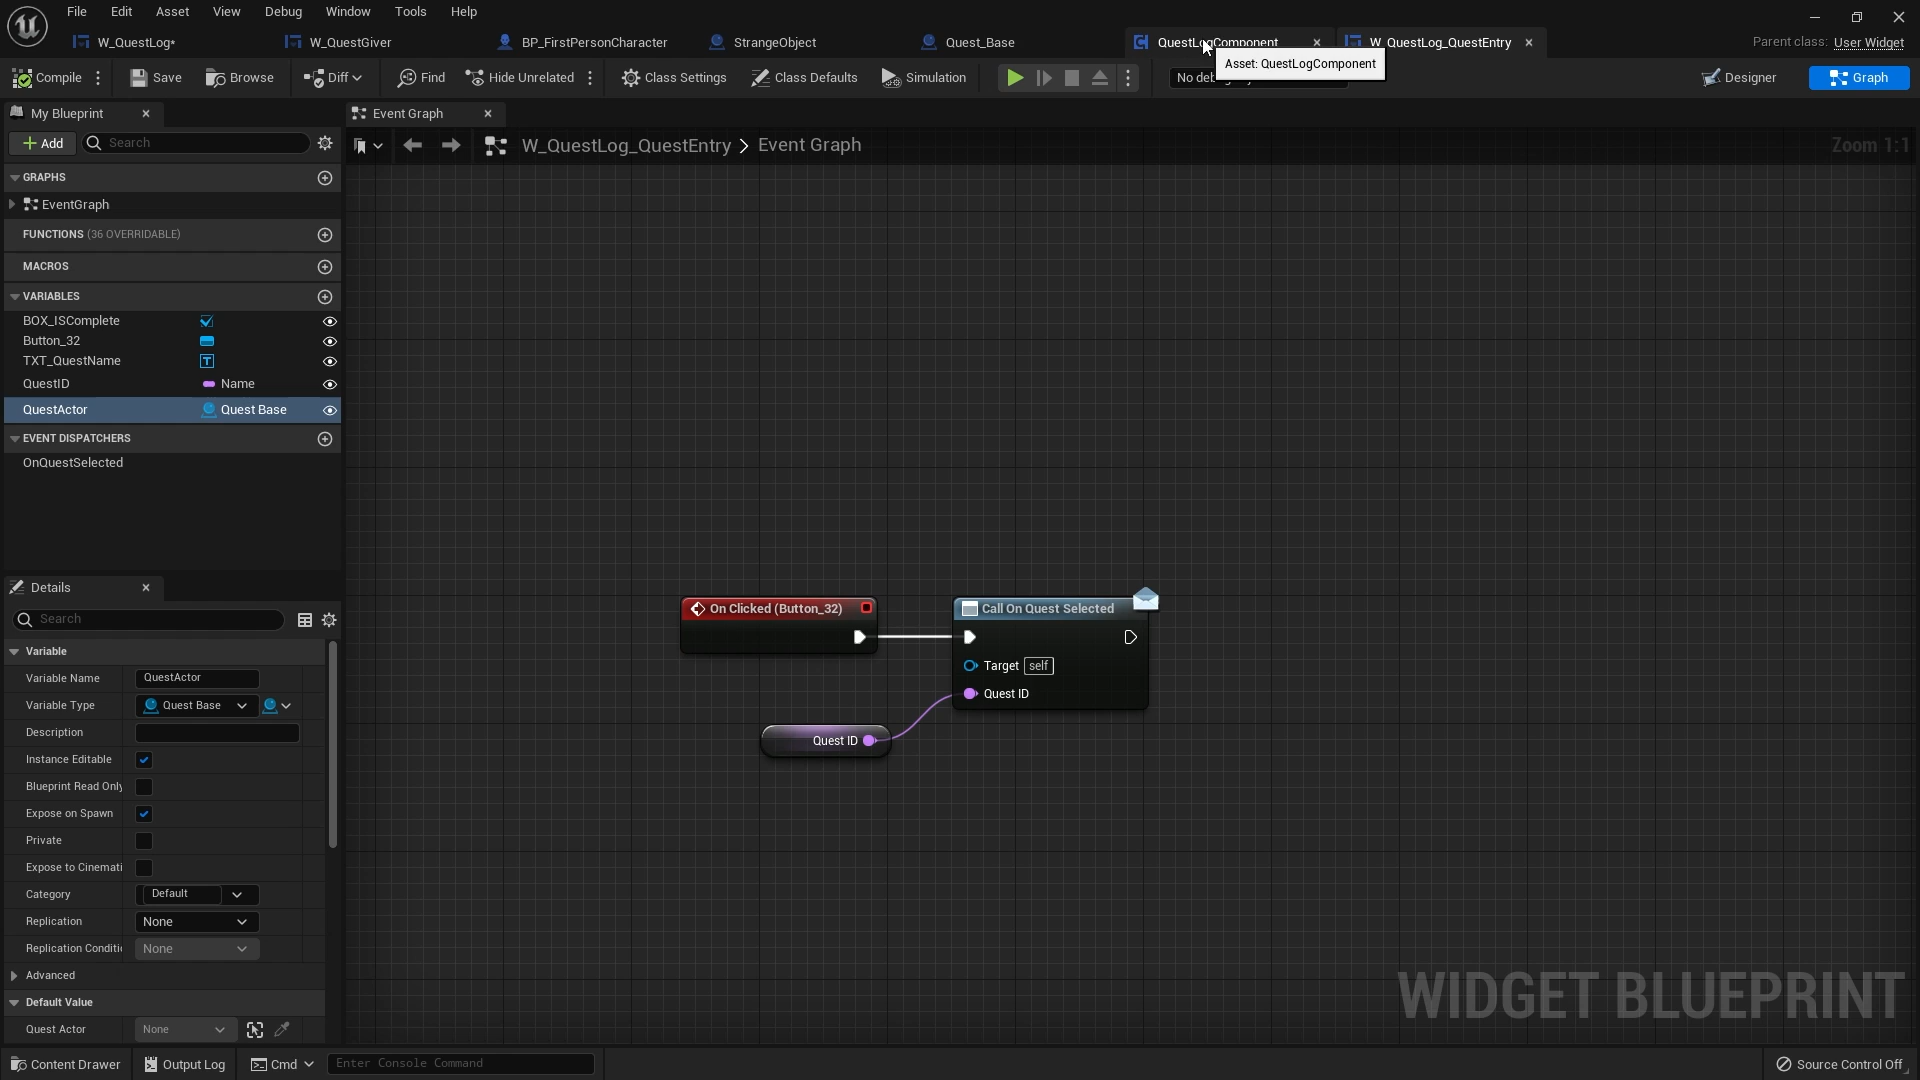 File Edit Asset View Debug Window Tools Help
W_QuestLog* W_QuestGiver BP_FirstPersonCharacter StrangeObject Quest_Base QuestLogComponent W_QuestLog_QuestEntry Parent class: User Widget
Asset: QuestLogComponent
Compile Save Browse Diff Find Hide Unrelated Class Settings Class Defaults Simulation No Designer Graph
My Blueprint Event Graph
Add Search W_QuestLog_QuestEntry > Event Graph Zoom 1:1
GRAPHS
EventGraph
FUNCTIONS (36 OVERRIDABLE)
MACROS
VARIABLES
BOX_ISComplete
Button_32
TXT_QuestName
QuestID Name
QuestActor Quest Base
EVENT DISPATCHERS
OnQuestSelected
Details
Search
Variable
Variable Name QuestActor
Variable Type Quest Base
Description
Instance Editable
Blueprint Read Only
Expose on Spawn
Private
Expose to Cinemati
Category Default
Replication None
Replication Conditi None
Advanced
Default Value
Quest Actor None
On Clicked (Button_32)
Call On Quest Selected
Target self
Quest ID
Quest ID
WIDGET BLUEPRINT
Content Drawer Output Log Cmd Enter Console Command Source Control Off